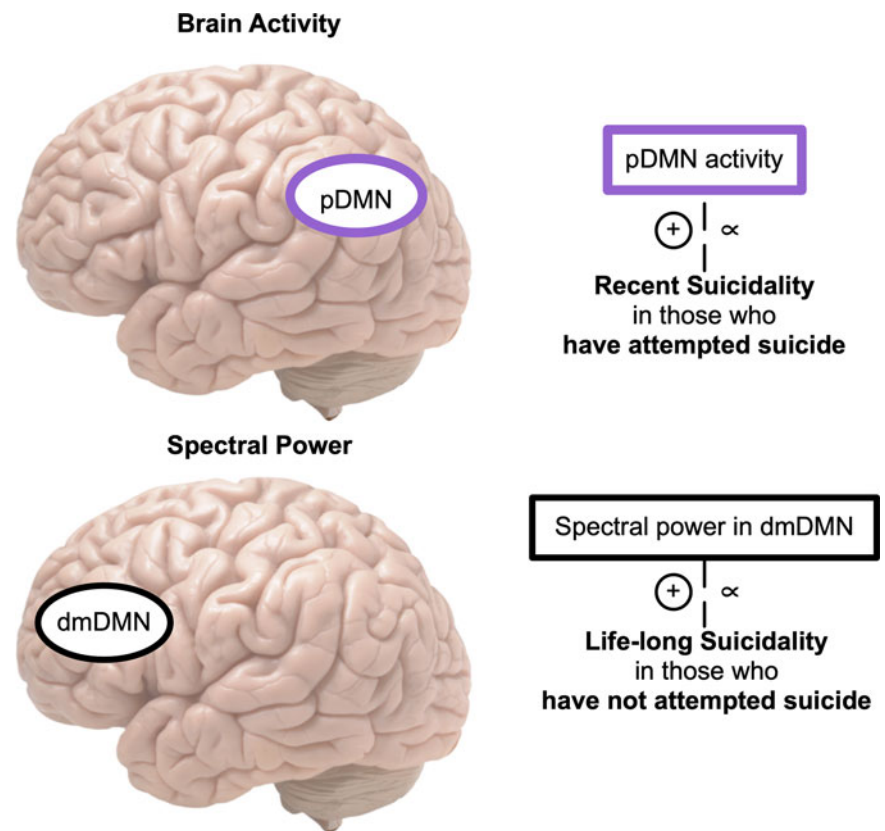 Brain Activity
pDMN
pDMN activity
+ ∝
Recent Suicidality
in those who
have attempted suicide
Spectral Power
dmDMN
Spectral power in dmDMN
+ ∝
Life-long Suicidality
in those who
have not attempted suicide